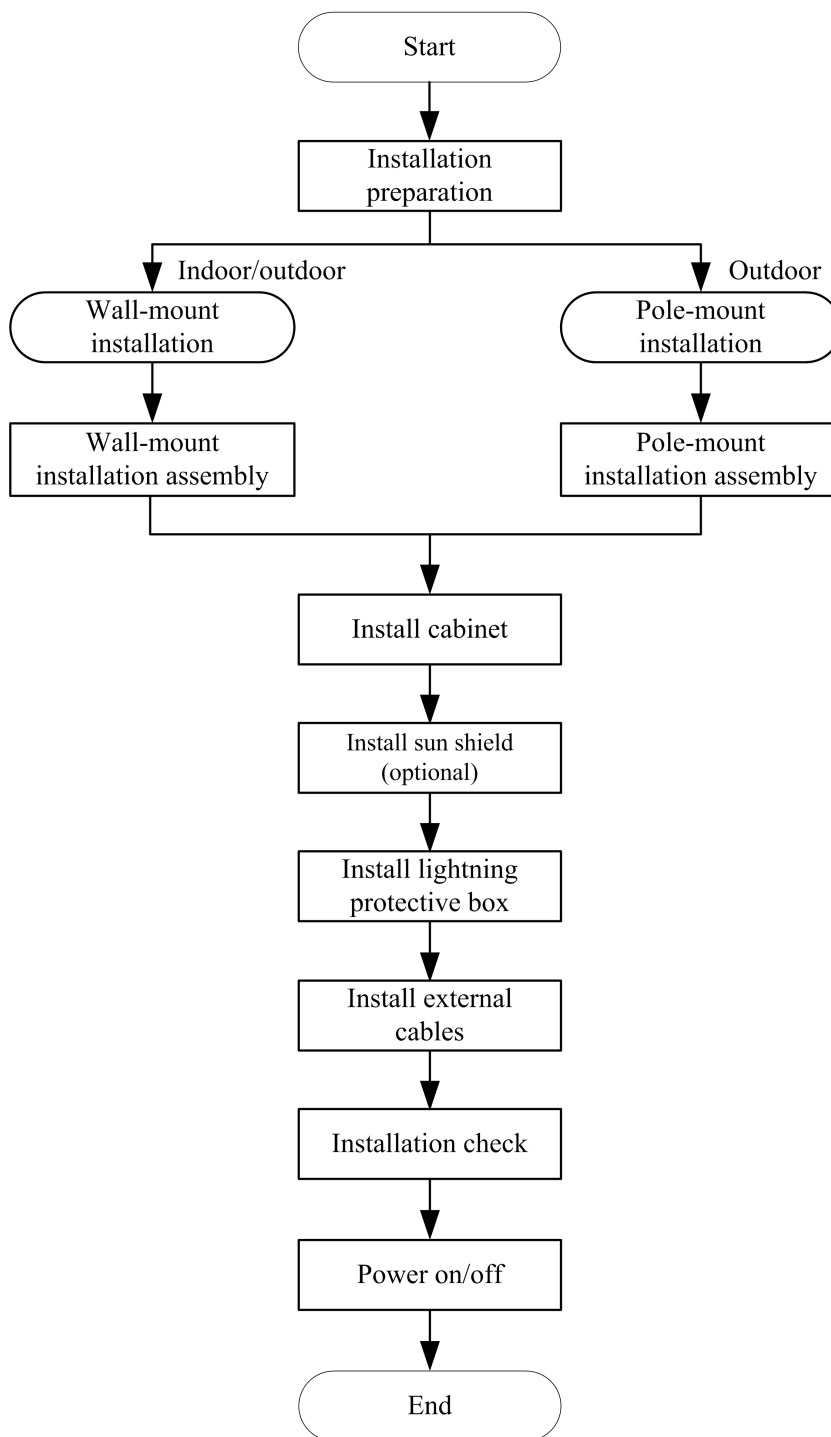 Start
Installation
preparation
Indoor/outdoor
Outdoor
Wall-mount
installation
Pole-mount
installation
Wall-mount
installation assembly
Pole-mount
installation assembly
Install cabinet
Install sun shield
(optional)
Install lightning
protective box
Install external
cables
Installation check
Power on/off
End